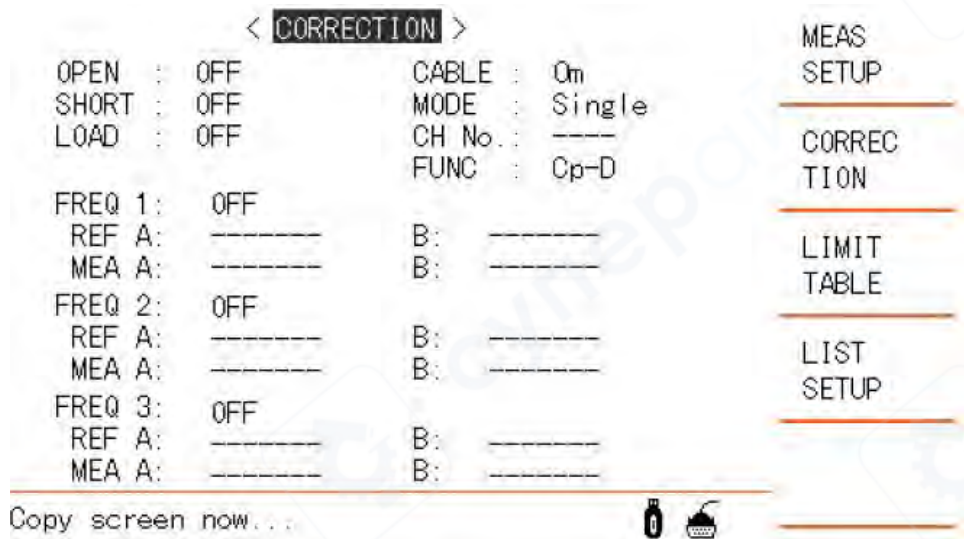 < CORRECTION >
OPEN : OFF CABLE : 0m
SHORT : OFF MODE : Single
LOAD : OFF CH No.: ----
FUNC : Cp-D
FREQ 1: OFF
REF A: ------- B: -------
MEA A: ------- B: -------
FREQ 2: OFF
REF A: ------- B: -------
MEA A: ------- B: -------
FREQ 3: OFF
REF A: ------- B: -------
MEA A: ------- B: -------
Copy screen now...
MEAS
SETUP
CORREC
TION
LIMIT
TABLE
LIST
SETUP